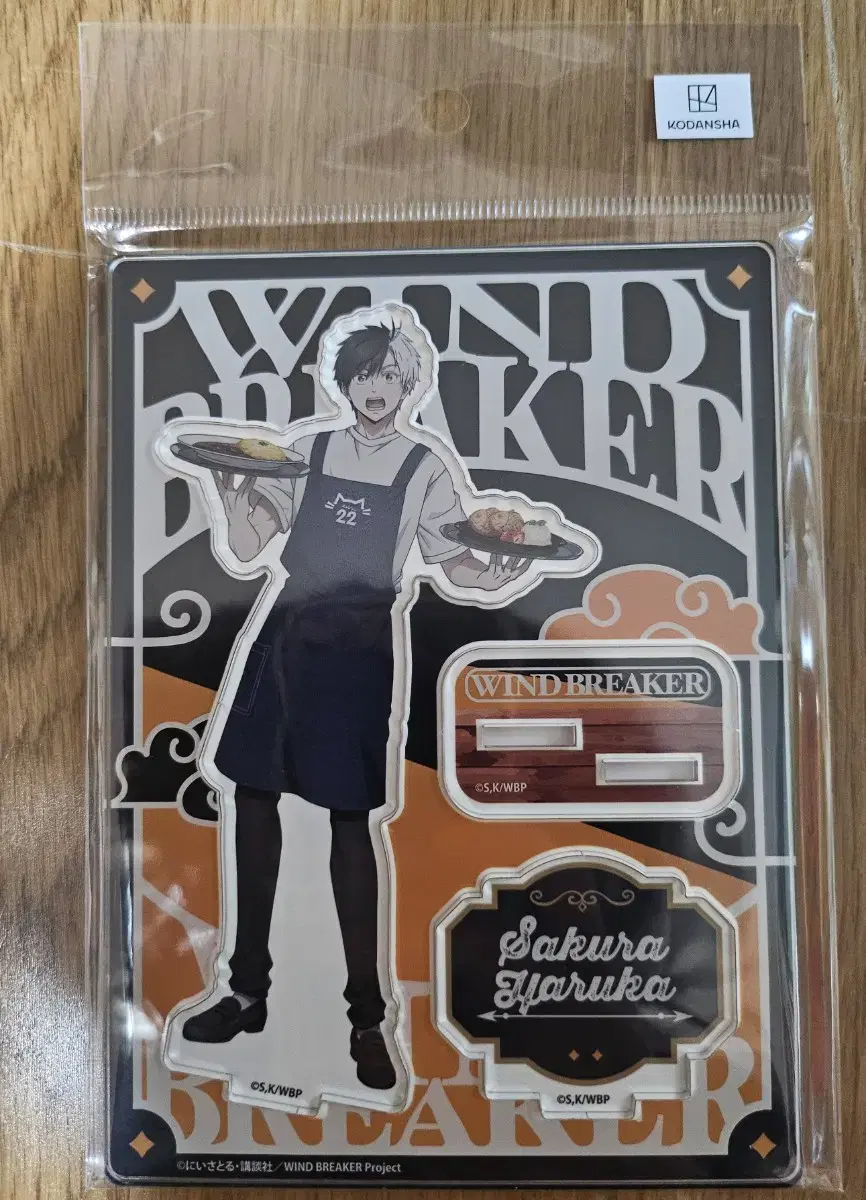 KODANSHA
WIND
BREAKER
22
WIND BREAKER
©S,K/WBP
Sakura
Haruka
©S,K/WBP
©S,K/WBP
BREAKER
©にいさとる・講談社／WIND BREAKER Project